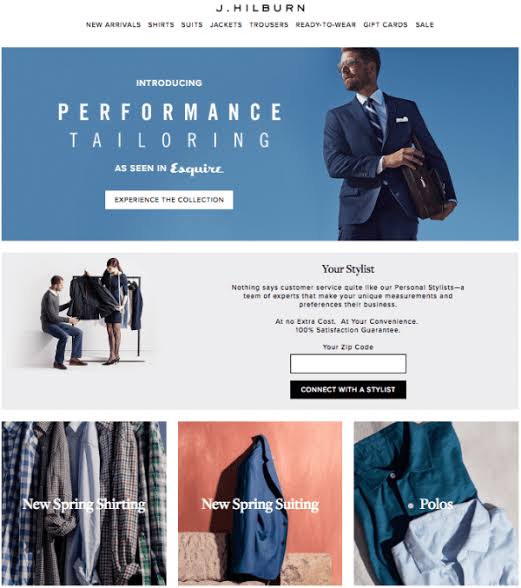 J.HILBURN
NEW ARRIVALS SHIRTS SUITS JACKETS TROUSERS READY-TO-WEAR GIFT CARDS SALE
INTRODUCING
PERFORMANCE
TAILORING
AS SEEN IN Esquire
EXPERIENCE THE COLLECTION
Your Stylist
Nothing says customer service quite like our Personal Stylists—a
team of experts that make your unique measurements and
preferences their business.
At no Extra Cost. At Your Convenience.
100% Satisfaction Guarantee.
Your Zip Code
CONNECT WITH A STYLIST
New Spring Shirting
New Spring Suiting
Polos